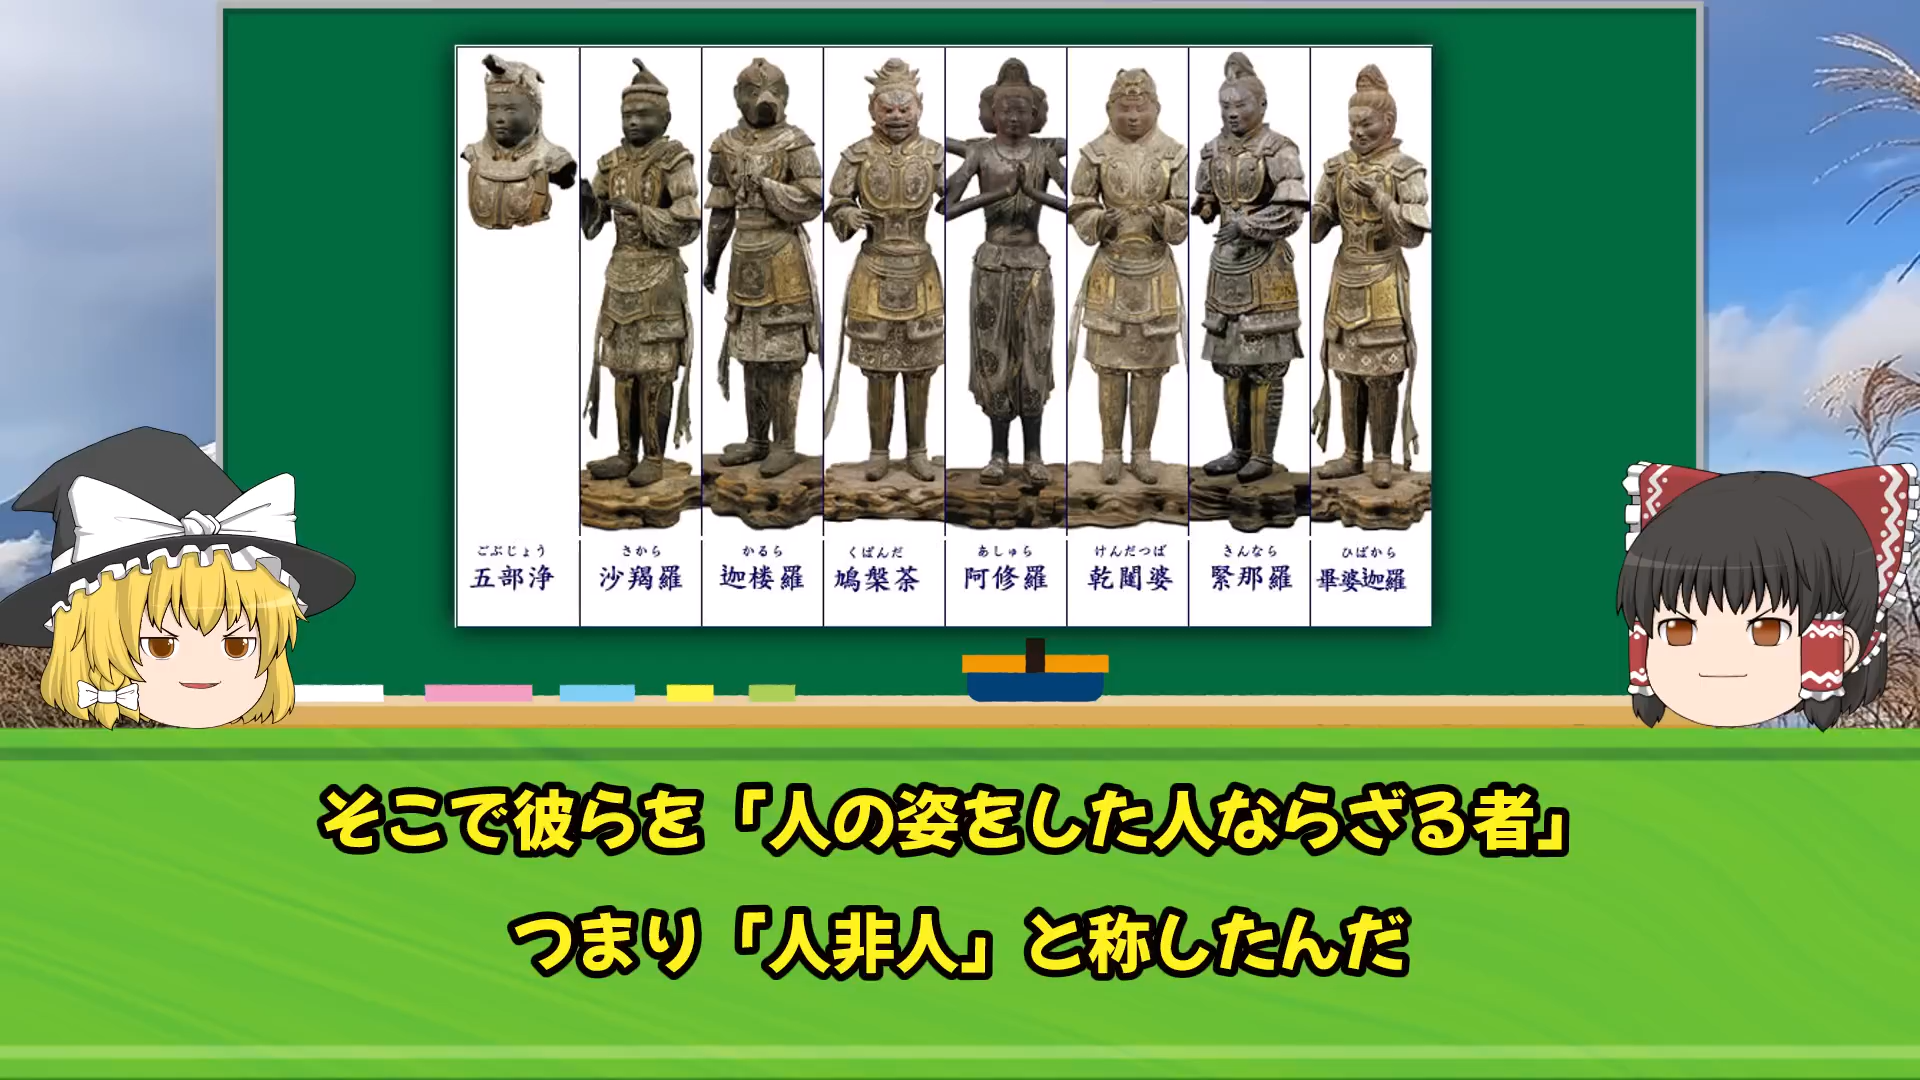 ごぶじょう
五部浄
さから
沙羯羅
かるら
迦楼羅
くばんだ
鳩槃荼
あしゅら
阿修羅
けんだつば
乾闥婆
きんなら
緊那羅
ひばから
畢婆迦羅
そこで彼らを「人の姿をした人ならざる者」
つまり「人非人」と称したんだ